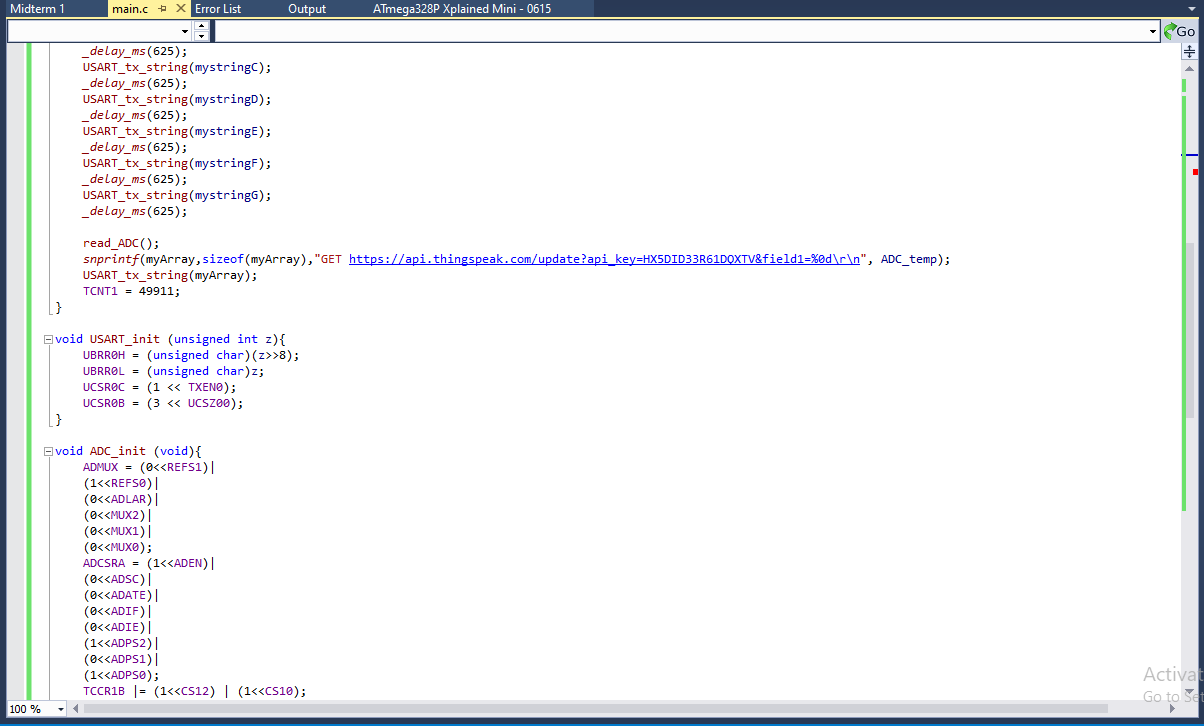 Midterm 1 main.c Error List Output ATmega328P Xplained Mini - 0615
Go
_delay_ms(625);
USART_tx_string(mystringC);
_delay_ms(625);
USART_tx_string(mystringD);
_delay_ms(625);
USART_tx_string(mystringE);
_delay_ms(625);
USART_tx_string(mystringF);
_delay_ms(625);
USART_tx_string(mystringG);
_delay_ms(625);
read_ADC();
snprintf(myArray,sizeof(myArray),"GET https://api.thingspeak.com/update?api_key=HX5DID33R61DQXTV&field1=%0d\r\n", ADC_temp);
USART_tx_string(myArray);
TCNT1 = 49911;
}
void USART_init (unsigned int z){
UBRR0H = (unsigned char)(z>>8);
UBRR0L = (unsigned char)z;
UCSR0C = (1 << TXEN0);
UCSR0B = (3 << UCSZ00);
}
void ADC_init (void){
ADMUX = (0<<REFS1)|
(1<<REFS0)|
(0<<ADLAR)|
(0<<MUX2)|
(0<<MUX1)|
(0<<MUX0);
ADCSRA = (1<<ADEN)|
(0<<ADSC)|
(0<<ADATE)|
(0<<ADIF)|
(0<<ADIE)|
(1<<ADPS2)|
(0<<ADPS1)|
(1<<ADPS0);
TCCR1B |= (1<<CS12) | (1<<CS10);
Activat
Go to Set
100 %